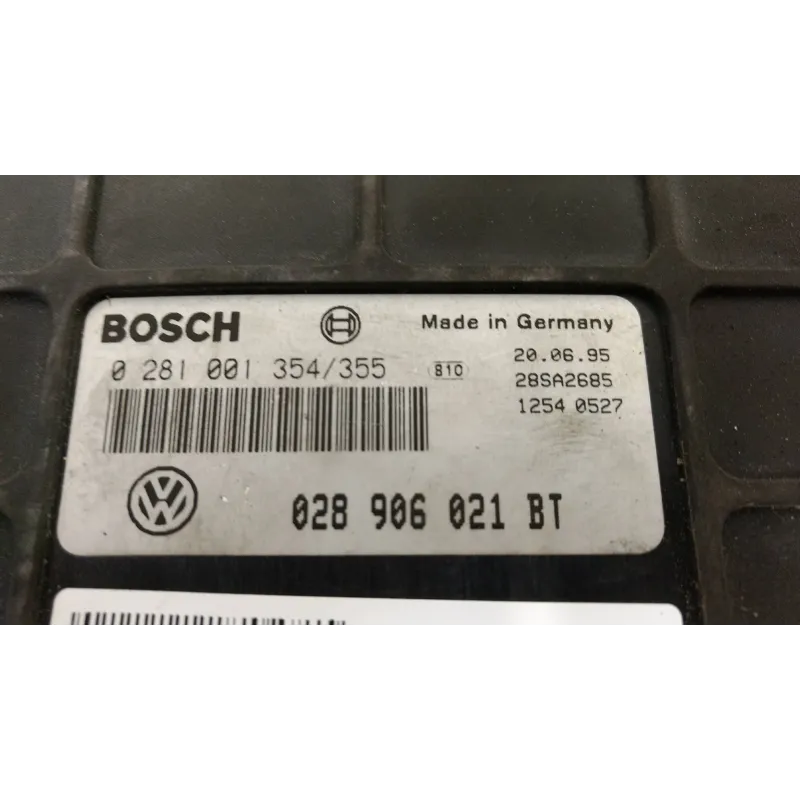 BOSCH
Made in Germany
0 281 001 354/355
810
20.06.95
28SA2685
1254 0527
VW
028 906 021 BT